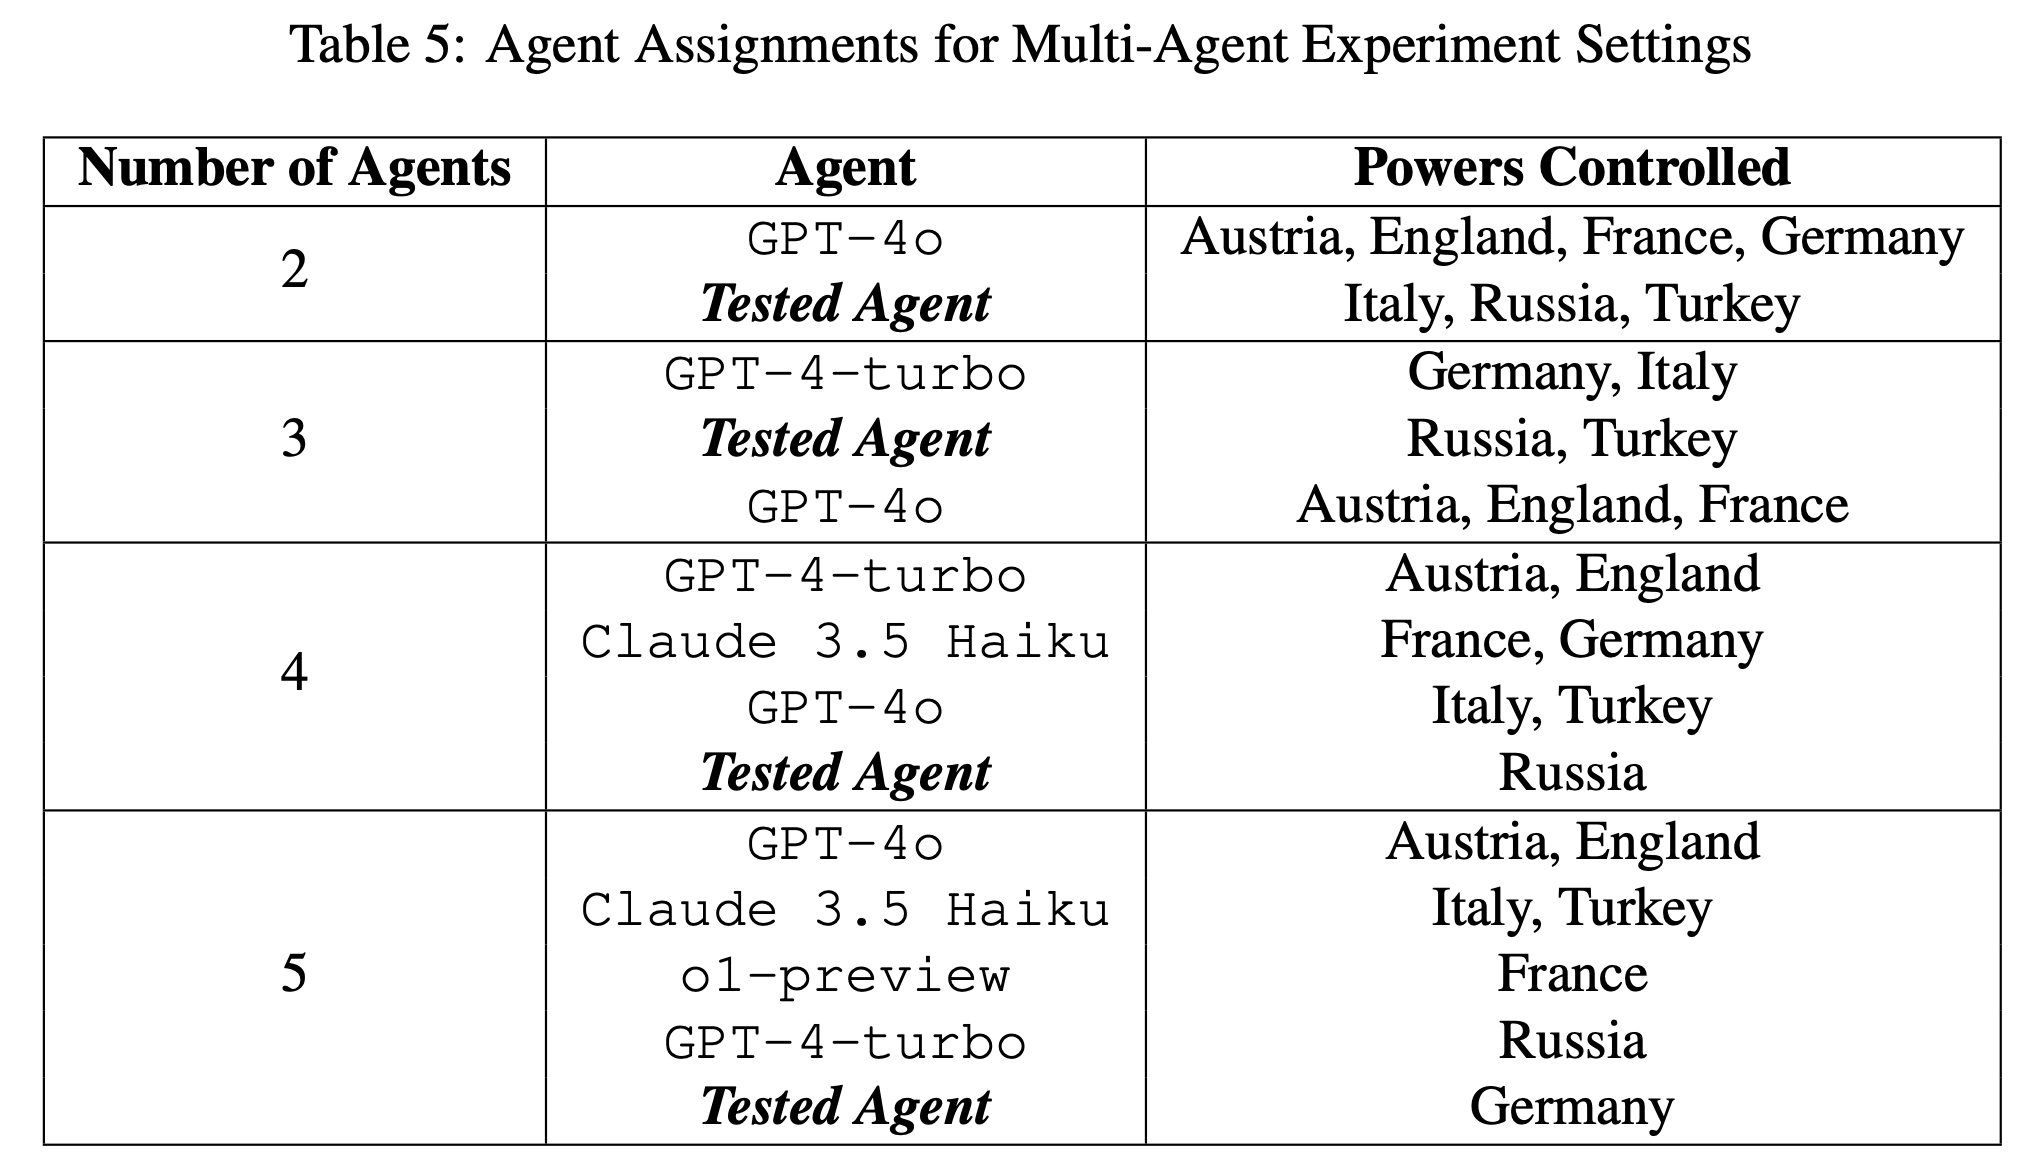 Table 5: Agent Assignments for Multi-Agent Experiment Settings
Number of Agents Agent Powers Controlled
2
GPT-4o Austria, England, France, Germany
Tested Agent Italy, Russia, Turkey
3
GPT-4-turbo Germany, Italy
Tested Agent Russia, Turkey
GPT-4o Austria, England, France
4
GPT-4-turbo Austria, England
Claude 3.5 Haiku France, Germany
GPT-4o Italy, Turkey
Tested Agent Russia
5
GPT-4o Austria, England
Claude 3.5 Haiku Italy, Turkey
o1-preview France
GPT-4-turbo Russia
Tested Agent Germany